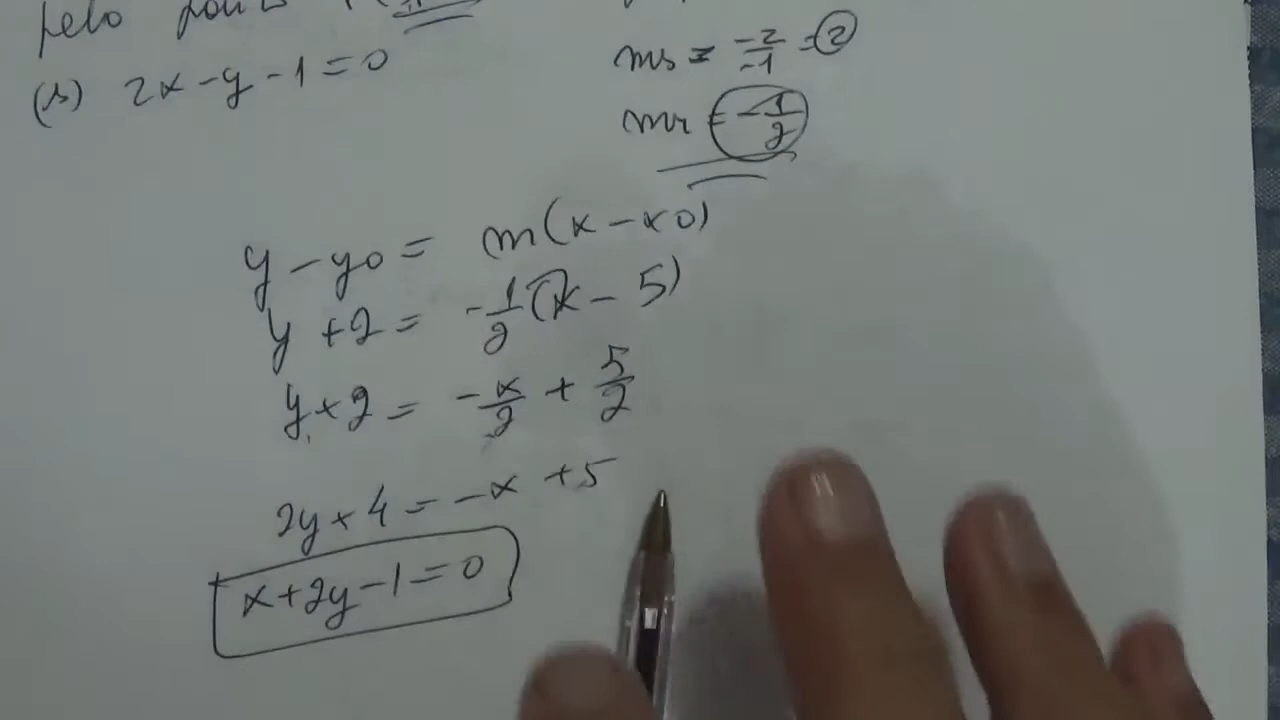 pelo
(s) 2x - y - 1 = 0
ms = -2/-1 = 2
mr = -1/2
y - y0 = m(x - x0)
y + 2 = -1/2 (x - 5)
y + 2 = -x/2 + 5/2
2y + 4 = -x + 5
x + 2y - 1 = 0